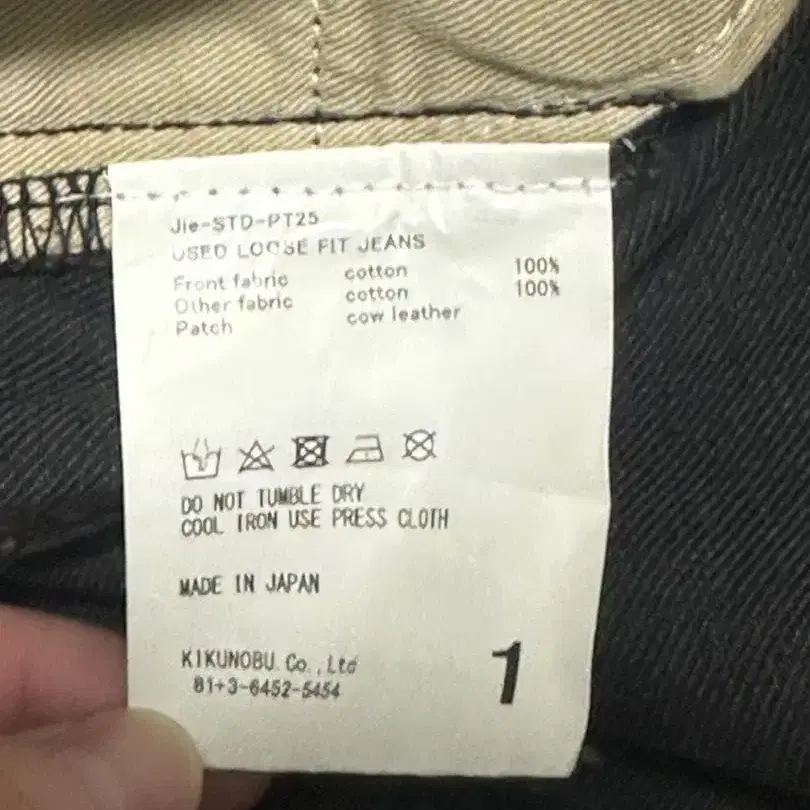 Jie-STD-PT25
USED LOOSE FIT JEANS
Front fabric cotton 100%
Other fabric cotton 100%
Patch cow leather
DO NOT TUMBLE DRY
COOL IRON USE PRESS CLOTH
MADE IN JAPAN
KIKUNOBU Co.,Ltd
81+3-6452-5454
1